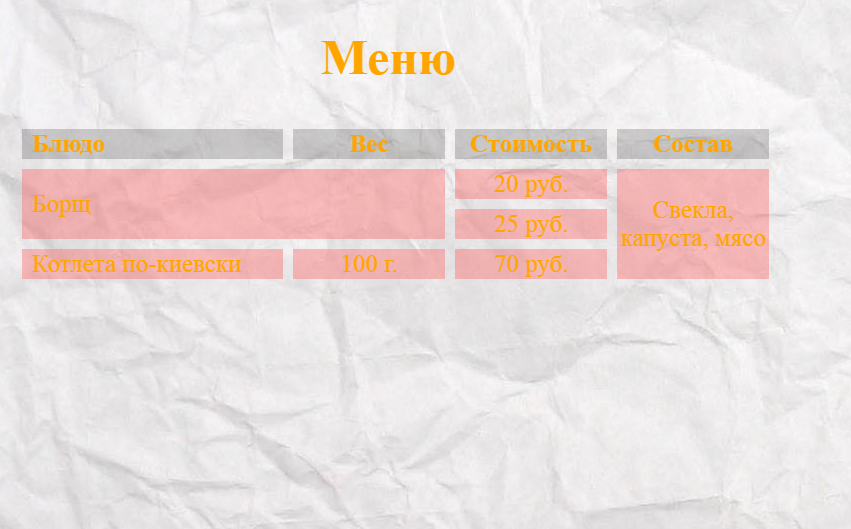 Меню
Блюдо Вес Стоимость Состав
Борщ 20 руб. Свекла,
25 руб. капуста, мясо
Котлета по-киевски 100 г. 70 руб.